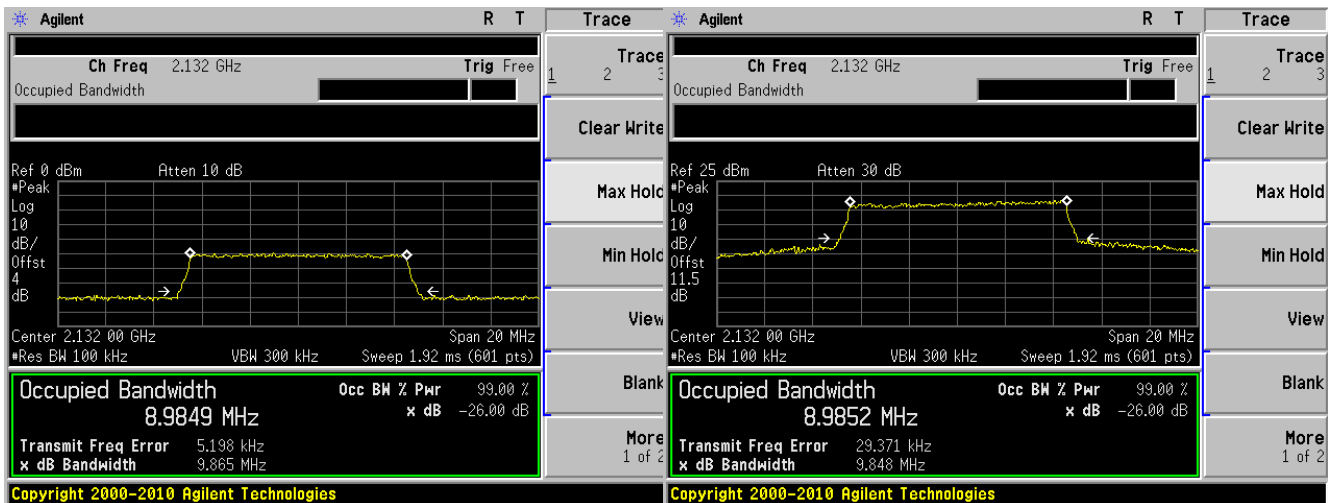 Agilent R T Trace
Ch Freq 2.132 GHz Trig Free
Occupied Bandwidth
Trace
1 2 3
Clear Write
Max Hold
Min Hold
View
Blank
More
1 of 2
Ref 0 dBm Atten 10 dB
#Peak
Log
10
dB/
Offst
4
dB
Center 2.132 00 GHz Span 20 MHz
#Res BW 100 kHz VBW 300 kHz Sweep 1.92 ms (601 pts)
Occupied Bandwidth Occ BW % Pwr 99.00 %
8.9849 MHz x dB -26.00 dB
Transmit Freq Error 5.198 kHz
x dB Bandwidth 9.865 MHz
Copyright 2000-2010 Agilent Technologies
Agilent R T Trace
Ch Freq 2.132 GHz Trig Free
Occupied Bandwidth
Trace
1 2 3
Clear Write
Max Hold
Min Hold
View
Blank
More
1 of 2
Ref 25 dBm Atten 30 dB
#Peak
Log
10
dB/
Offst
11.5
dB
Center 2.132 00 GHz Span 20 MHz
#Res BW 100 kHz VBW 300 kHz Sweep 1.92 ms (601 pts)
Occupied Bandwidth Occ BW % Pwr 99.00 %
8.9852 MHz x dB -26.00 dB
Transmit Freq Error 29.371 kHz
x dB Bandwidth 9.848 MHz
Copyright 2000-2010 Agilent Technologies